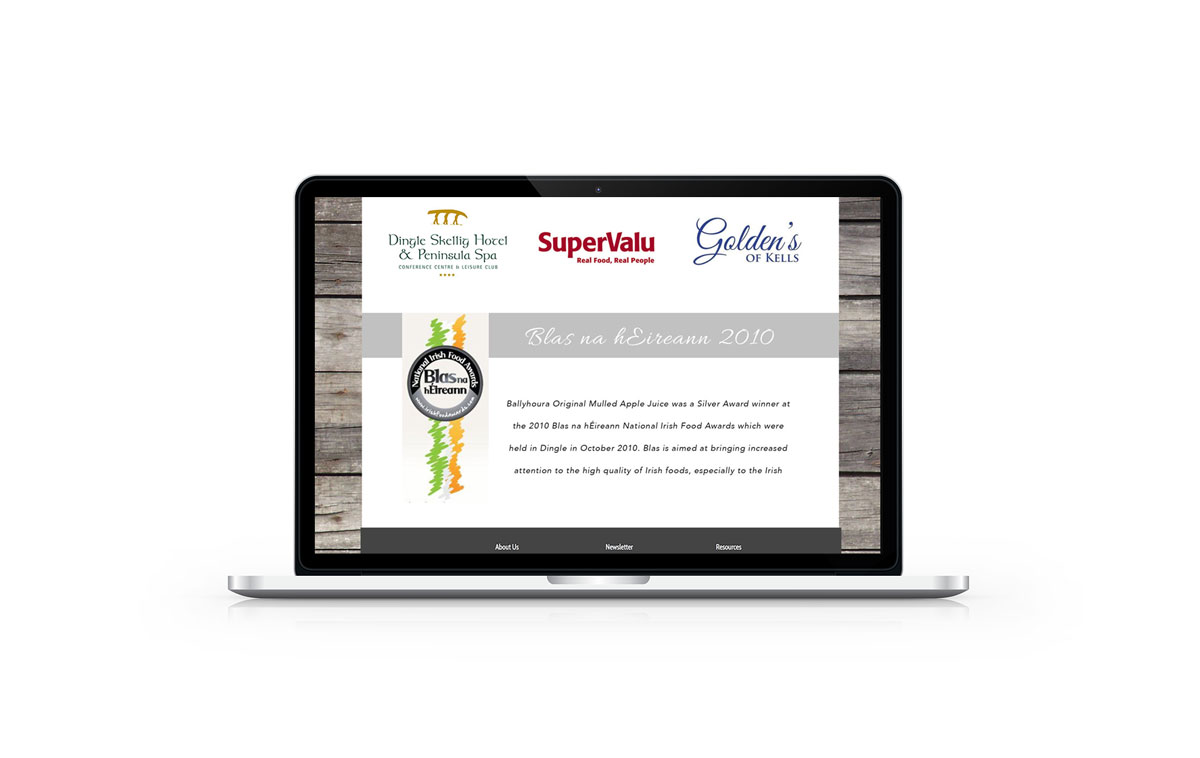 Dingle Skellig Hotel
& Peninsula Spa
CONFERENCE CENTRE & LEISURE CLUB
SuperValu
Real Food, Real People
Golden's
OF KELLS
Blas na hEireann 2010
National Irish Food Awards
Blas na
hÉireann
www.irishfoodawards.com
Ballyhoura Original Mulled Apple Juice was a Silver Award winner at
the 2010 Blas na hÉireann National Irish Food Awards which were
held in Dingle in October 2010. Blas is aimed at bringing increased
attention to the high quality of Irish foods, especially to the Irish
About Us
Newsletter
Resources